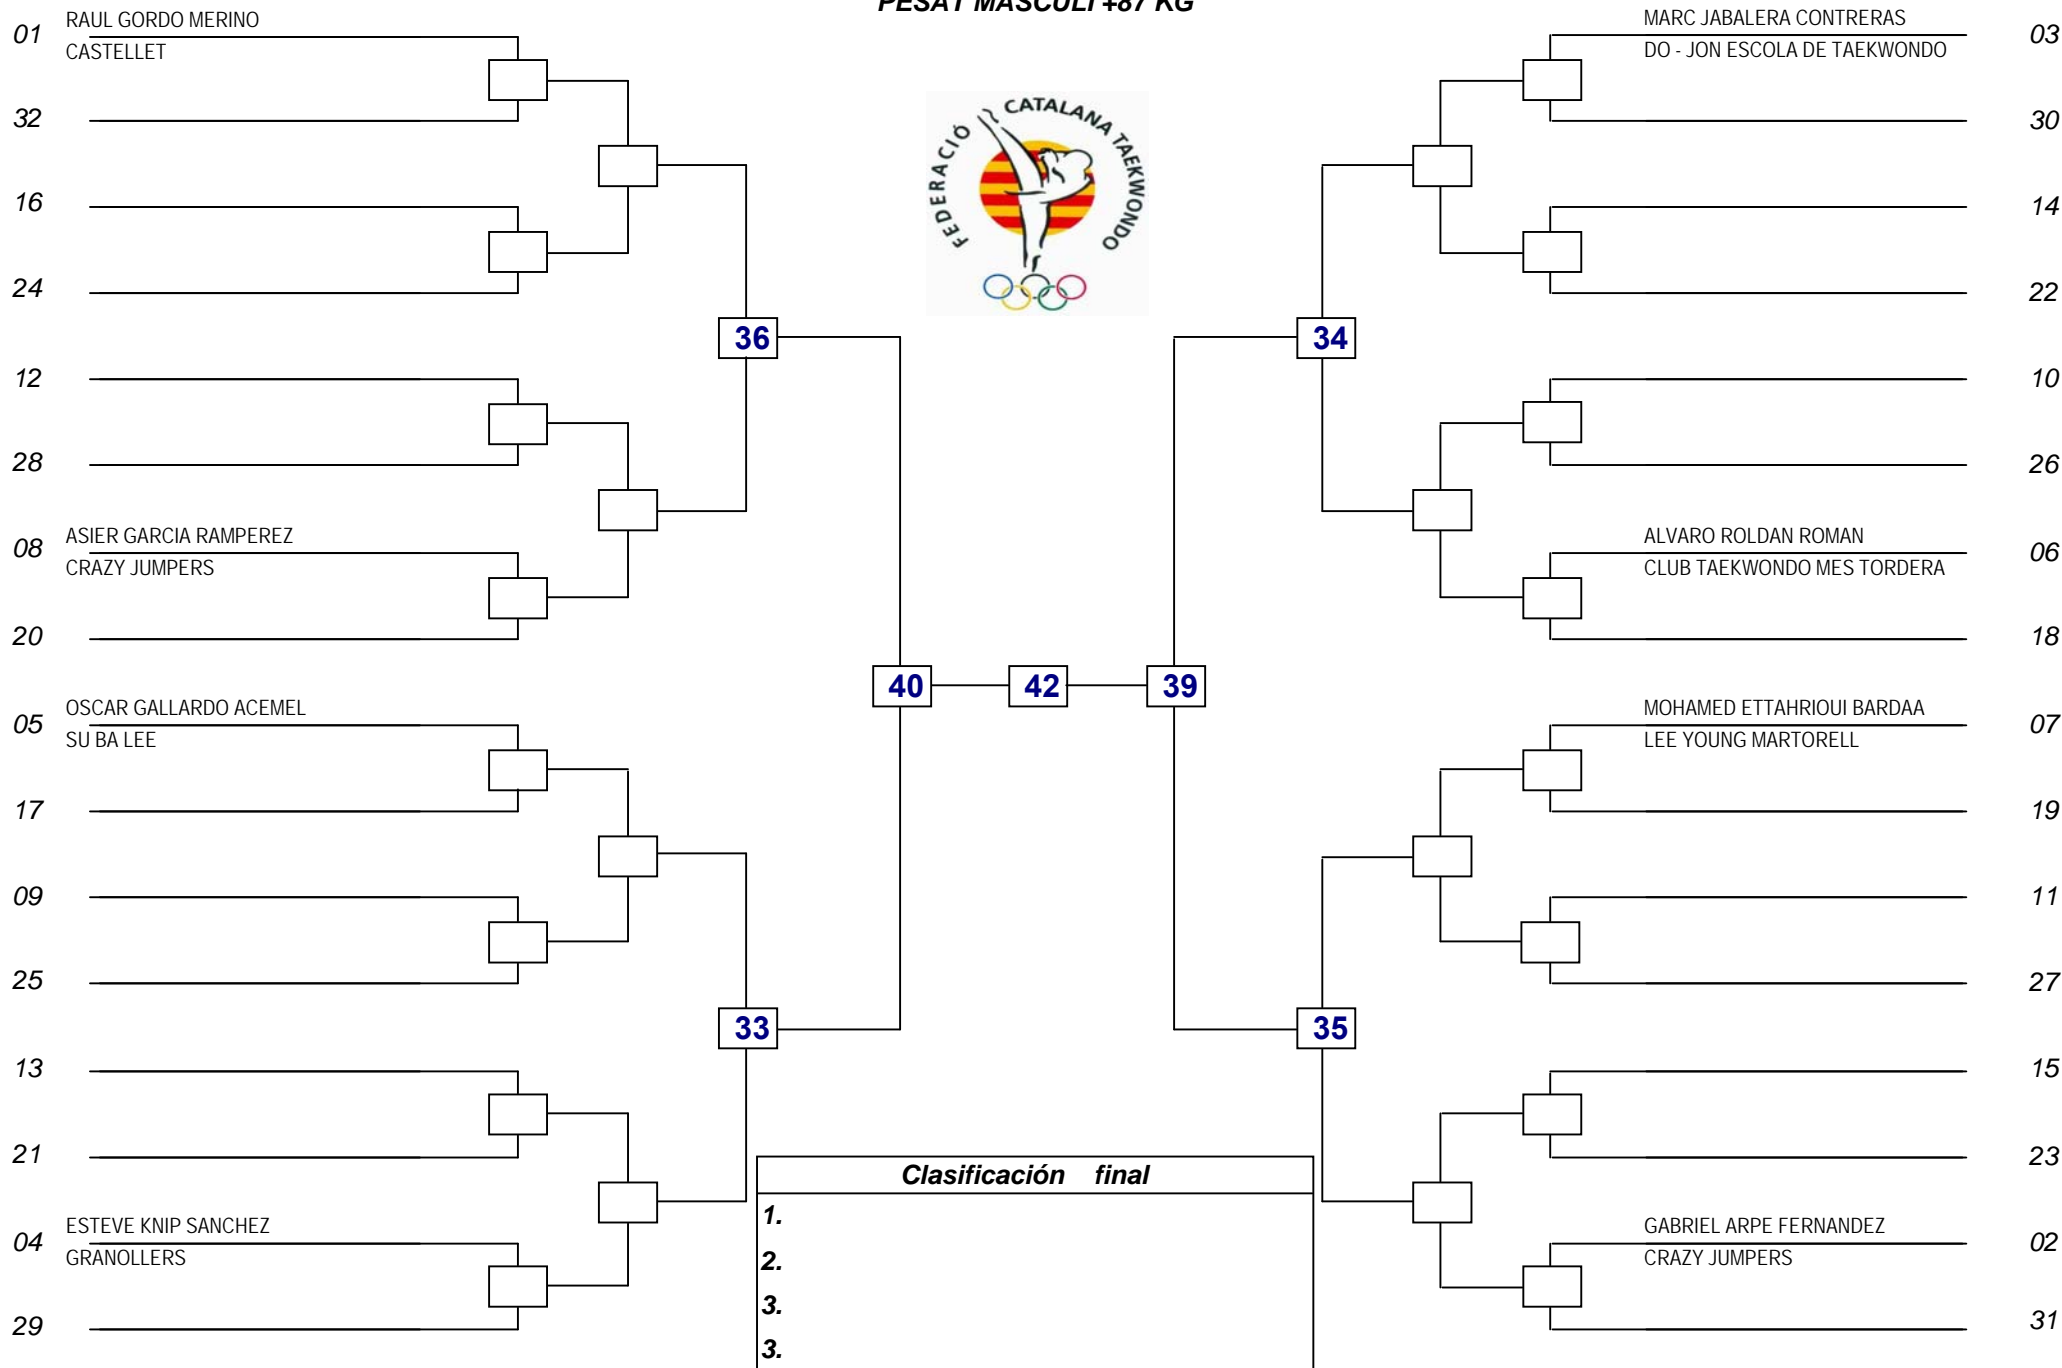 PESAT MASCULI +87 KG
01 RAUL GORDO MERINO
CASTELLET
32
16
24
12
28
08 ASIER GARCIA RAMPEREZ
CRAZY JUMPERS
20
05 OSCAR GALLARDO ACEMEL
SU BA LEE
17
09
25
13
21
04 ESTEVE KNIP SANCHEZ
GRANOLLERS
29
36
33
40
42
39
34
35
FEDERACIÓ CATALANA TAEKWONDO
MARC JABALERA CONTRERAS 03
DO - JON ESCOLA DE TAEKWONDO
30
14
22
10
26
ALVARO ROLDAN ROMAN 06
CLUB TAEKWONDO MES TORDERA
18
MOHAMED ETTAHRIOUI BARDAA 07
LEE YOUNG MARTORELL
19
11
27
15
23
GABRIEL ARPE FERNANDEZ 02
CRAZY JUMPERS
31
Clasificación final
1.
2.
3.
3.